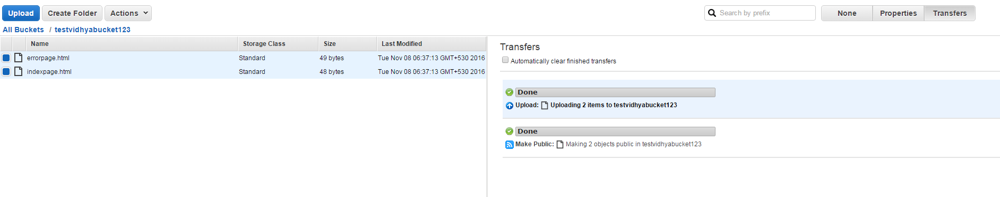 Upload Create Folder Actions Search by prefix None Properties Transfers
All Buckets / testvidhyabucket123
Name Storage Class Size Last Modified
errorpage.html Standard 49 bytes Tue Nov 08 06:37:13 GMT+530 2016
indexpage.html Standard 48 bytes Tue Nov 08 06:37:13 GMT+530 2016
Transfers
Automatically clear finished transfers
Done
Upload: Uploading 2 items to testvidhyabucket123
Done
Make Public: Making 2 objects public in testvidhyabucket123